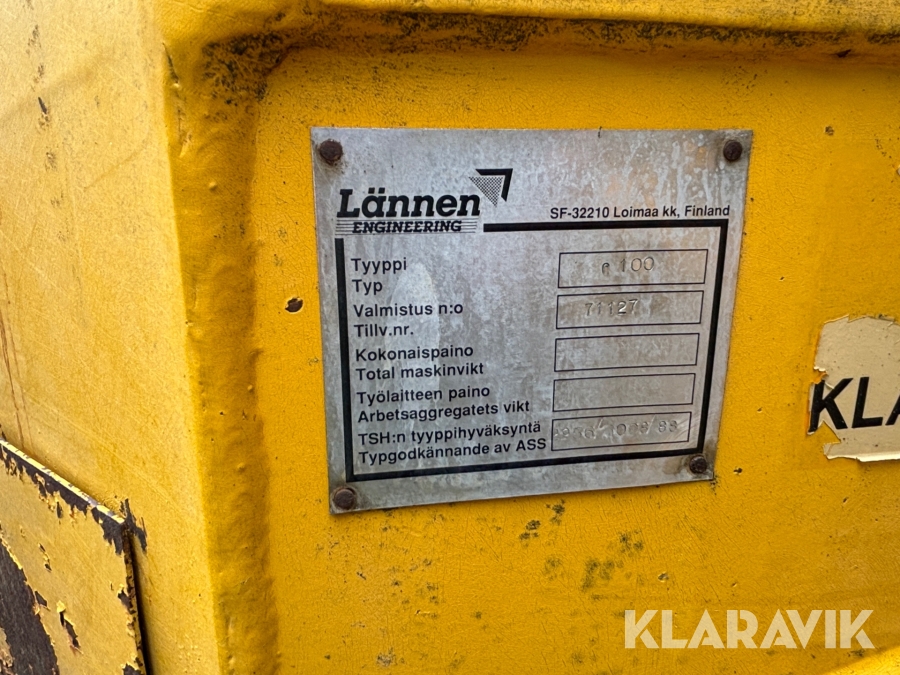 Lännen
ENGINEERING
SF-32210 Loimaa kk, Finland
Tyyppi
Typ
100
Valmistus n:o
Tillv.nr.
71127
Kokonaispaino
Total maskinvikt
Työlaitteen paino
Arbetsaggregatets vikt
TSH:n tyyppihyväksyntä
Typgodkännande av ASS
KLA
KLARAVIK